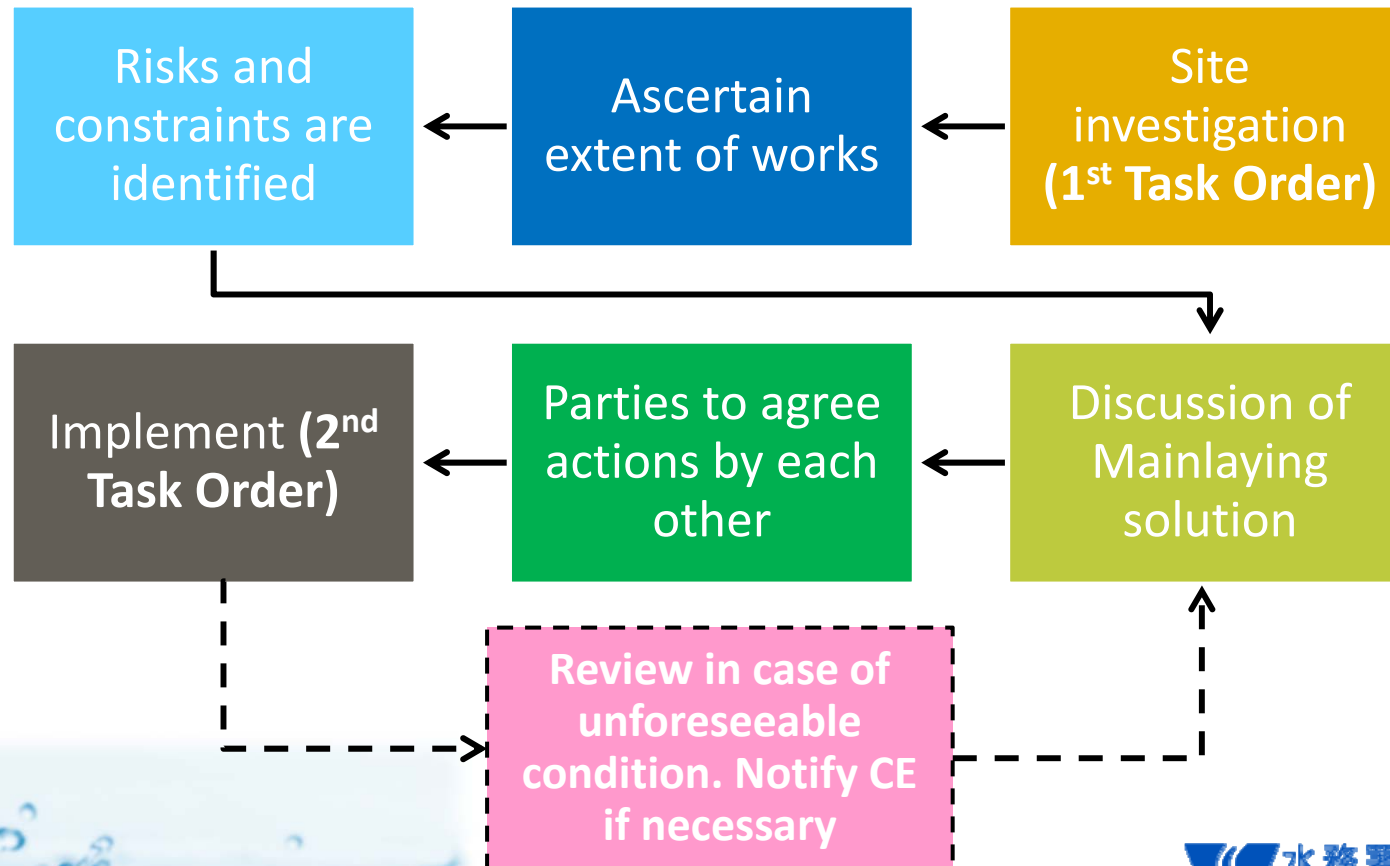 Risks and
constraints are
identified
Ascertain
extent of works
Site
investigation
(1st Task Order)
Implement (2nd
Task Order)
Parties to agree
actions by each
other
Discussion of
Mainlaying
solution
Review in case of
unforeseeable
condition. Notify CE
if necessary
水務署